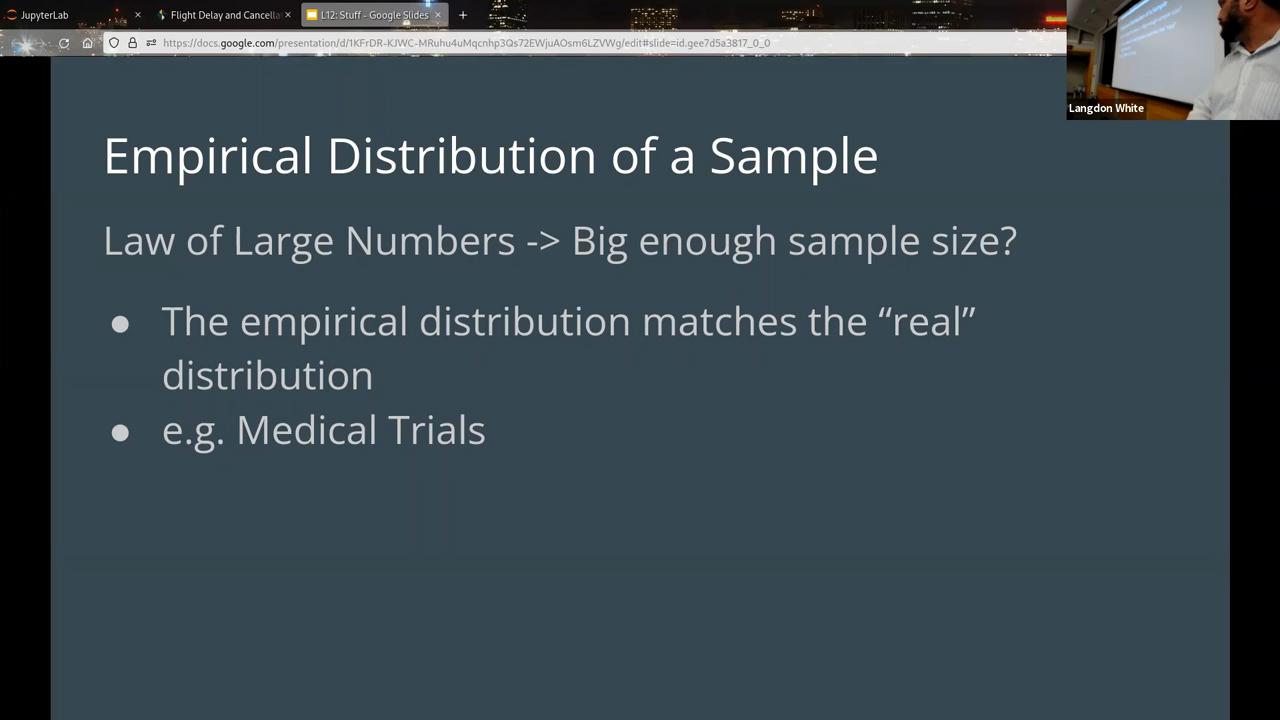 JupyterLab
Flight Delay and Cancella
L12: Stuff - Google Slides
https://docs.google.com/presentation/d/1KFrDR-KJWC-MRuhu4uMqcnhp3Qs72EWjuAOsm6LZVWg/edit#slide=id.gee7d5a3817_0_0
Langdon White
Empirical Distribution of a Sample
Law of Large Numbers -> Big enough sample size?
● The empirical distribution matches the “real”
distribution
● e.g. Medical Trials